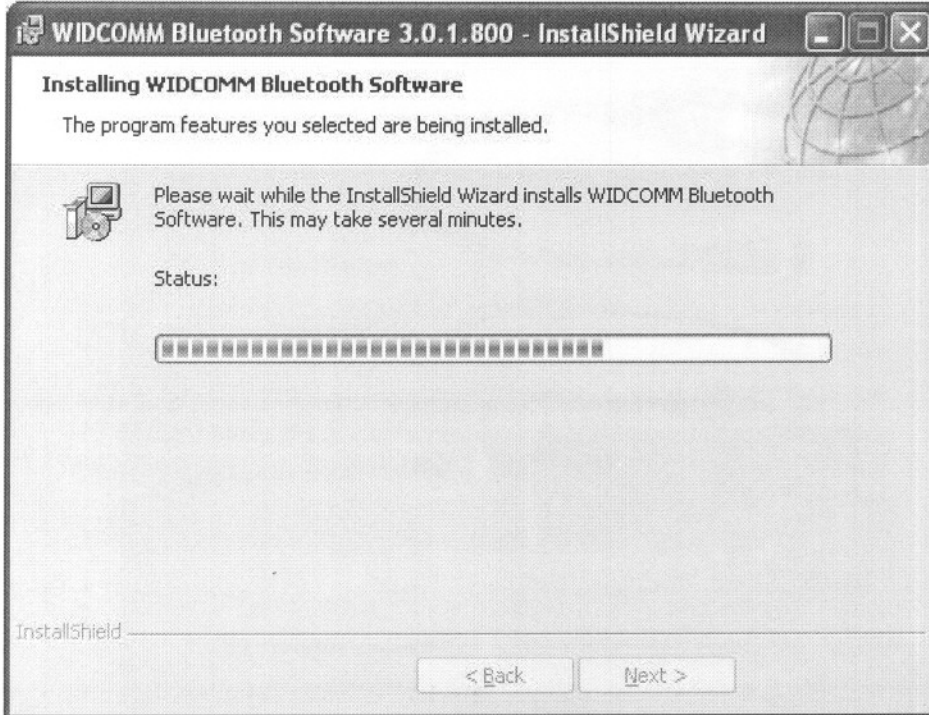 WIDCOMM Bluetooth Software 3.0.1.800 - InstallShield Wizard
Installing WIDCOMM Bluetooth Software
The program features you selected are being installed.
Please wait while the InstallShield Wizard installs WIDCOMM Bluetooth
Software. This may take several minutes.
Status:
InstallShield
< Back
Next >